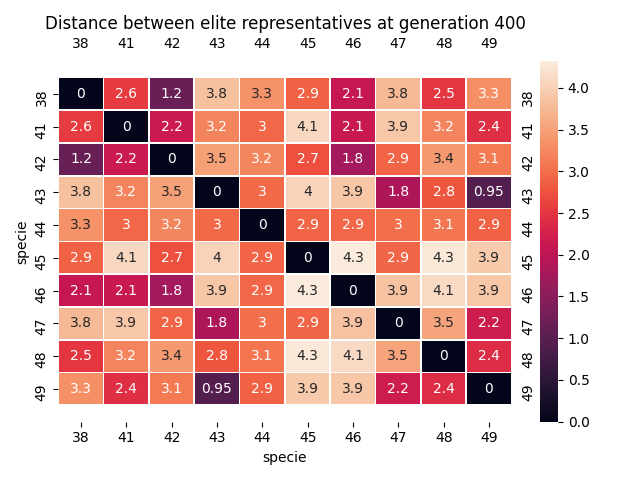 Distance between elite representatives at generation 400
38 41 42 43 44 45 46 47 48 49
38 0 2.6 1.2 3.8 3.3 2.9 2.1 3.8 2.5 3.3 38
41 2.6 0 2.2 3.2 3 4.1 2.1 3.9 3.2 2.4 41
42 1.2 2.2 0 3.5 3.2 2.7 1.8 2.9 3.4 3.1 42
43 3.8 3.2 3.5 0 3 4 3.9 1.8 2.8 0.95 43
44 3.3 3 3.2 3 0 2.9 2.9 3 3.1 2.9 44
45 2.9 4.1 2.7 4 2.9 0 4.3 2.9 4.3 3.9 45
46 2.1 2.1 1.8 3.9 2.9 4.3 0 3.9 4.1 3.9 46
47 3.8 3.9 2.9 1.8 3 2.9 3.9 0 3.5 2.2 47
48 2.5 3.2 3.4 2.8 3.1 4.3 4.1 3.5 0 2.4 48
49 3.3 2.4 3.1 0.95 2.9 3.9 3.9 2.2 2.4 0 49
38 41 42 43 44 45 46 47 48 49
specie
specie
4.0
3.5
3.0
2.5
2.0
1.5
1.0
0.5
0.0